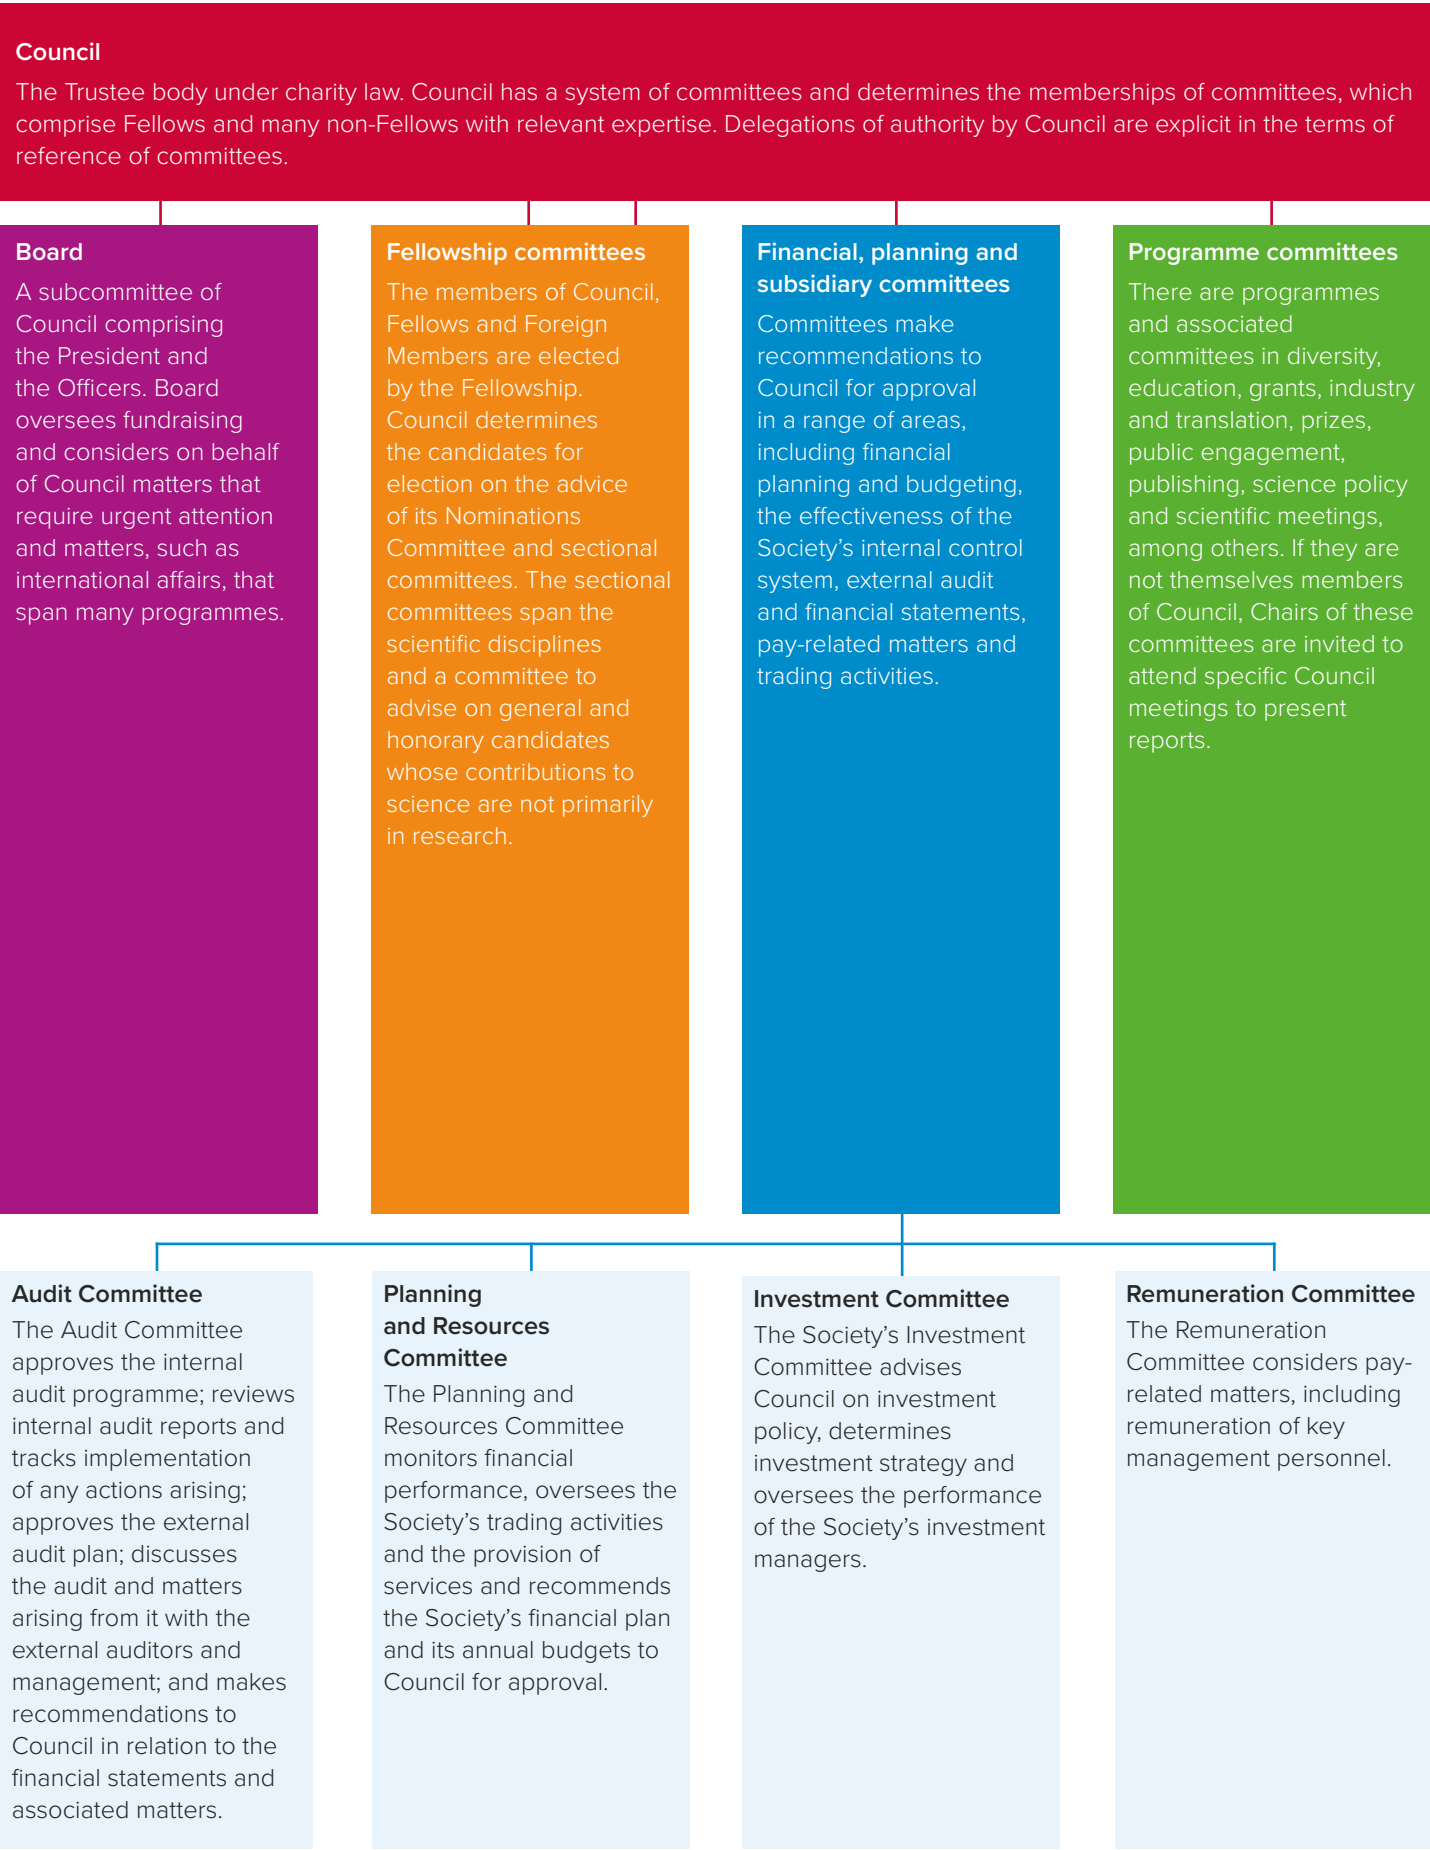 Council
The Trustee body under charity law. Council has a system of committees and determines the memberships of committees, which
comprise Fellows and many non-Fellows with relevant expertise. Delegations of authority by Council are explicit in the terms of
reference of committees.
Board
A subcommittee of
Council comprising
the President and
the Officers. Board
oversees fundraising
and considers on behalf
of Council matters that
require urgent attention
and matters, such as
international affairs, that
span many programmes.
Fellowship committees
The members of Council,
Fellows and Foreign
Members are elected
by the Fellowship.
Council determines
the candidates for
election on the advice
of its Nominations
Committee and sectional
committees. The sectional
committees span the
scientific disciplines
and a committee to
advise on general and
honorary candidates
whose contributions to
science are not primarily
in research.
Financial, planning and
subsidiary committees
Committees make
recommendations to
Council for approval
in a range of areas,
including financial
planning and budgeting,
the effectiveness of the
Society’s internal control
system, external audit
and financial statements,
pay-related matters and
trading activities.
Programme committees
There are programmes
and associated
committees in diversity,
education, grants, industry
and translation, prizes,
public engagement,
publishing, science policy
and scientific meetings,
among others. If they are
not themselves members
of Council, Chairs of these
committees are invited to
attend specific Council
meetings to present
reports.
Audit Committee
The Audit Committee
approves the internal
audit programme; reviews
internal audit reports and
tracks implementation
of any actions arising;
approves the external
audit plan; discusses
the audit and matters
arising from it with the
external auditors and
management; and makes
recommendations to
Council in relation to the
financial statements and
associated matters.
Planning
and Resources
Committee
The Planning and
Resources Committee
monitors financial
performance, oversees the
Society’s trading activities
and the provision of
services and recommends
the Society’s financial plan
and its annual budgets to
Council for approval.
Investment Committee
The Society’s Investment
Committee advises
Council on investment
policy, determines
investment strategy and
oversees the performance
of the Society’s investment
managers.
Remuneration Committee
The Remuneration
Committee considers pay-
related matters, including
remuneration of key
management personnel.